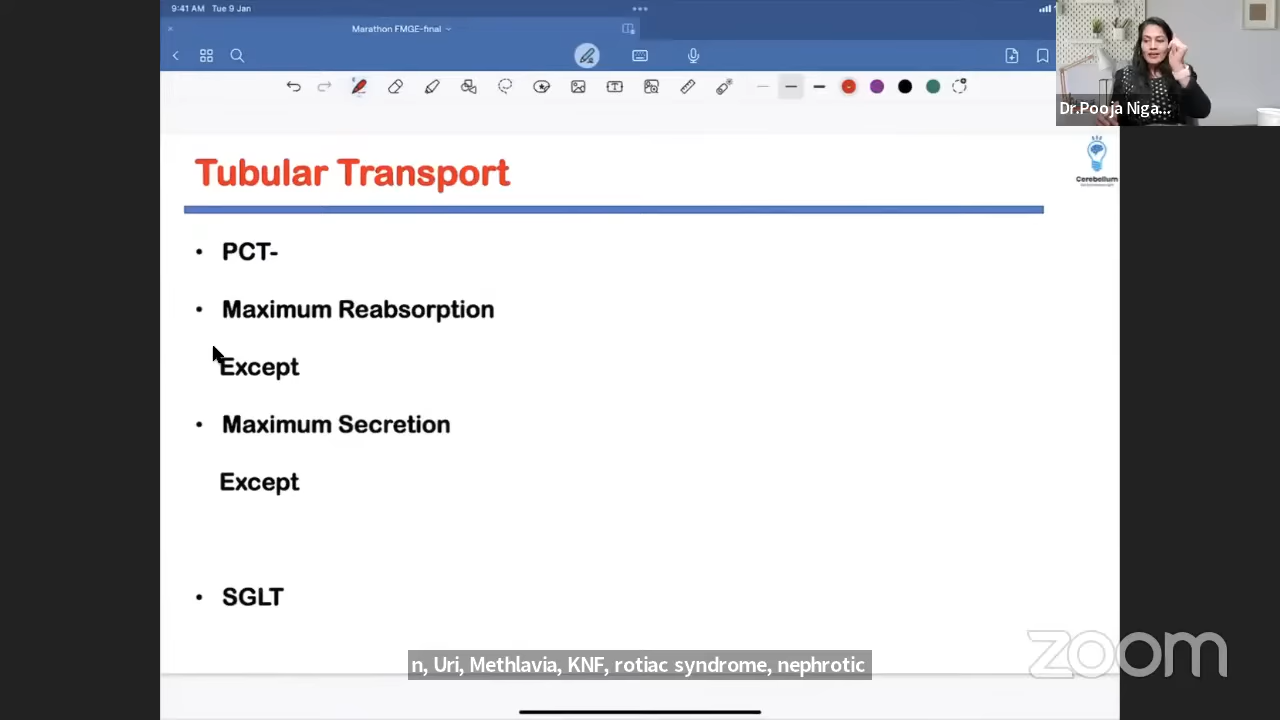 9:41 AM Tue 9 Jan
Marathon FMGE-final
Dr.Pooja Niga...
Tubular Transport
Cerebellum
• PCT-
• Maximum Reabsorption
Except
• Maximum Secretion
Except
• SGLT
n, Uri, Methlavia, KNF, rotiac syndrome, nephrotic
zoom